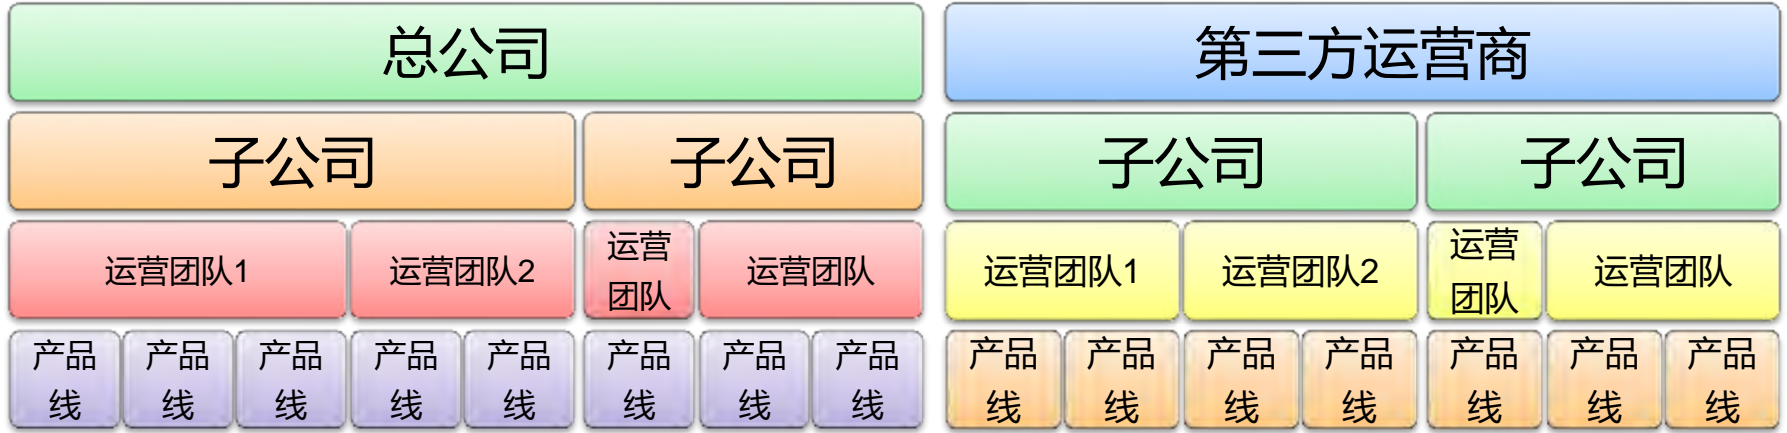 总公司
第三方运营商
子公司
子公司
子公司
子公司
运营团队1
运营团队2
运营
团队
运营团队
运营团队1
运营团队2
运营
团队
运营团队
产品
线
产品
线
产品
线
产品
线
产品
线
产品
线
产品
线
产品
线
产品
线
产品
线
产品
线
产品
线
产品
线
产品
线
产品
线